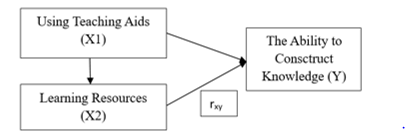 Using Teaching Aids
(X1)
The Ability to
Consctruct
Knowledge (Y)
Learning Resources
(X2)
rxy
.